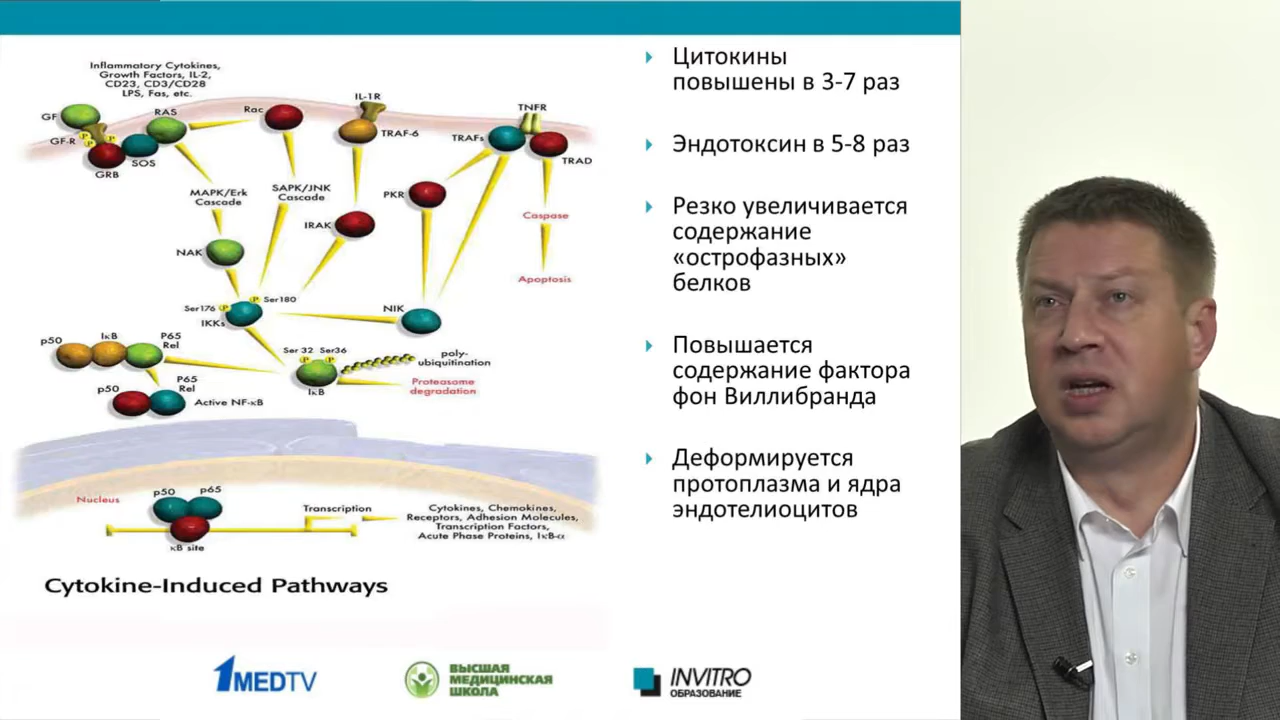 Inflammatory Cytokines,
Growth Factors, IL-2,
CD23, CD3/CD28
LPS, Fas, etc.
GF
GF-R
P
P
P
GRB
SOS
RAS
Rac
IL-1R
TRAF-6
TNFR
TRAFs
TRAD
MAPK/Erk
Cascade
SAPK/JNK
Cascade
PKR
IRAK
Caspase
NAK
Apoptosis
Ser176
P
P
Ser180
IKKs
NIK
p50
IκB
P65
Rel
Ser 32
Ser36
P
P
poly-
ubiquitination
IκB
Proteasome
degradation
p50
P65
Rel
Active NF-κB
Nucleus
p50
p65
κB site
Transcription
Cytokines, Chemokines,
Receptors, Adhesion Molecules,
Transcription Factors,
Acute Phase Proteins, IκB-α
Cytokine-Induced Pathways
Цитокины
повышены в 3-7 раз
Эндотоксин в 5-8 раз
Резко увеличивается
содержание
«острофазных»
белков
Повышается
содержание фактора
фон Виллибранда
Деформируется
протоплазма и ядра
эндотелиоцитов
1MEDTV
ВЫСШАЯ
МЕДИЦИНСКАЯ
ШКОЛА
INVITRO
ОБРАЗОВАНИЕ